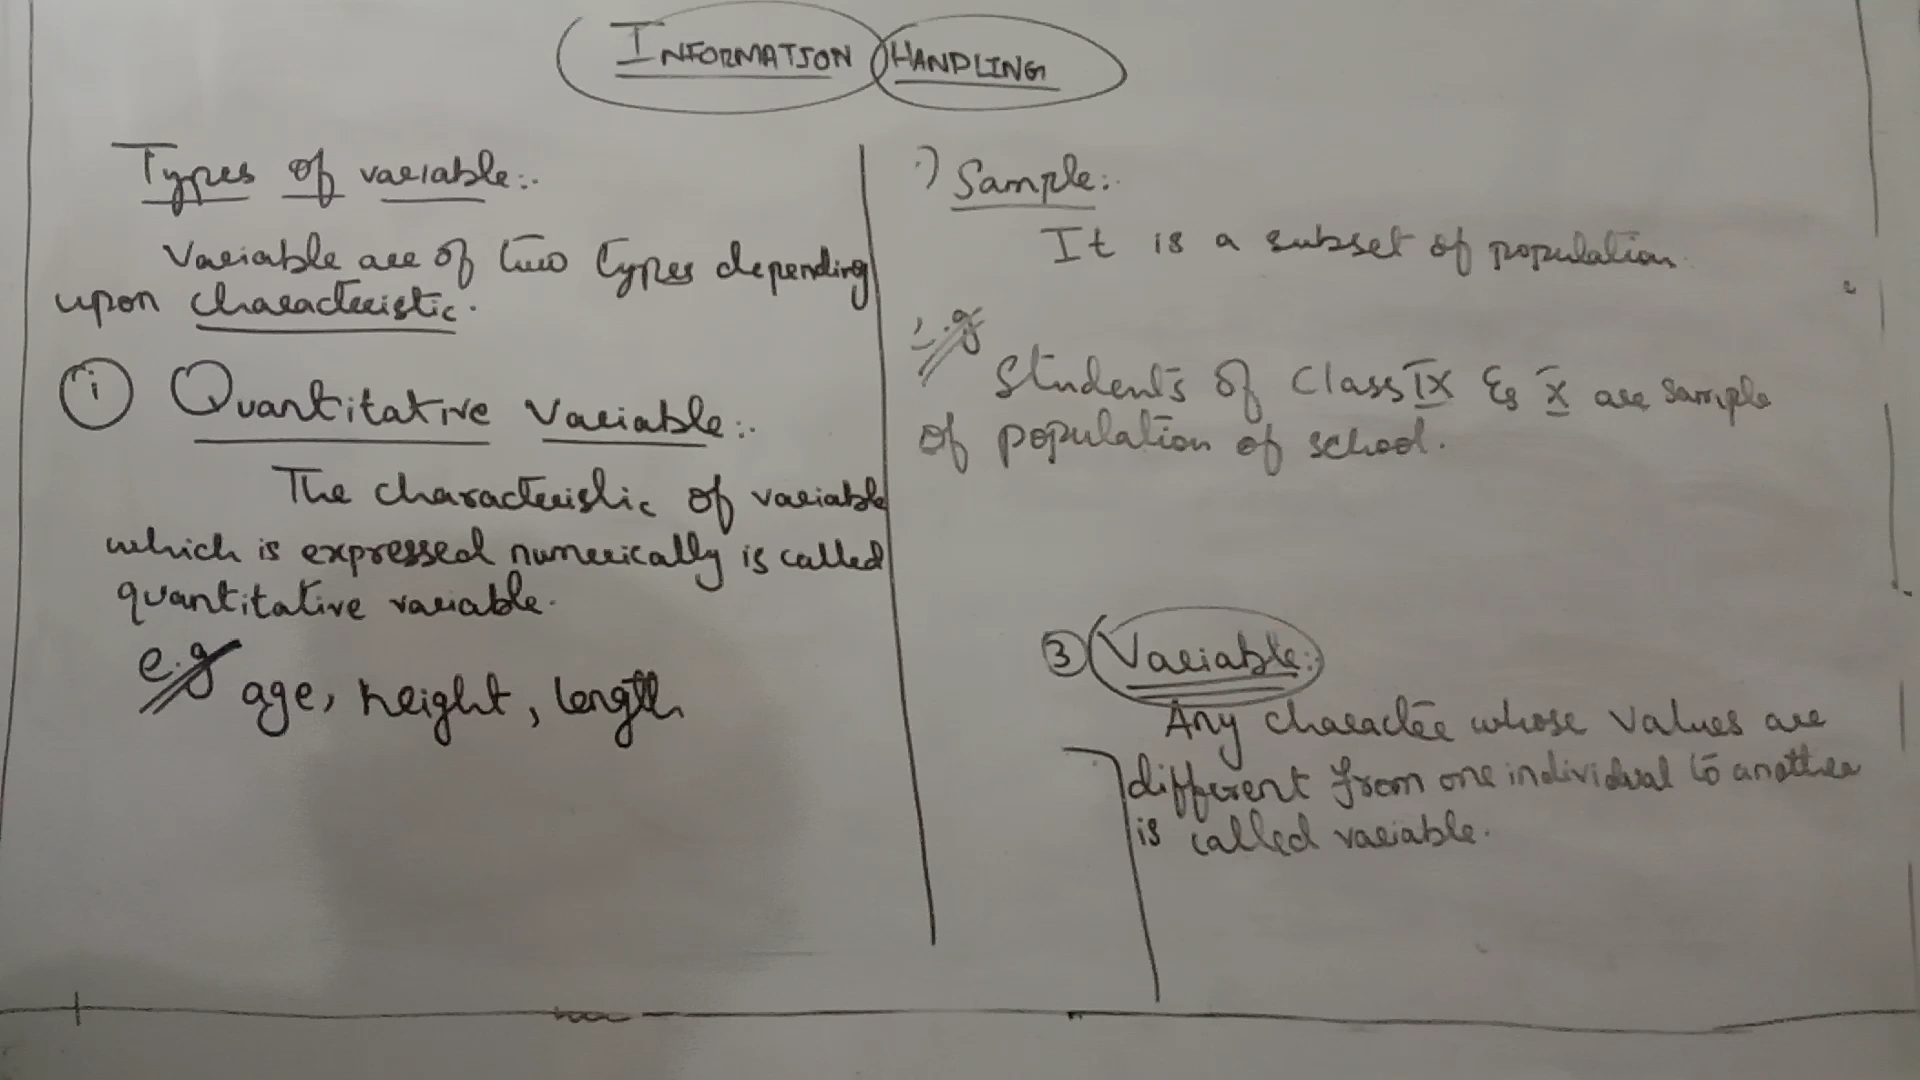 INFORMATION HANDLING
Types of variable:-
Variable are of two types depending
upon characteristic.
i Quantitative Variable:-
The characteristic of variable
which is expressed numerically is called
quantitative variable.
e.g age, height, length
Sample:-
It is a subset of population.
e.g
Students of Class IX & X are sample
of population of school.
3 Variable:-
Any character whose values are
different from one individual to another
is called variable.